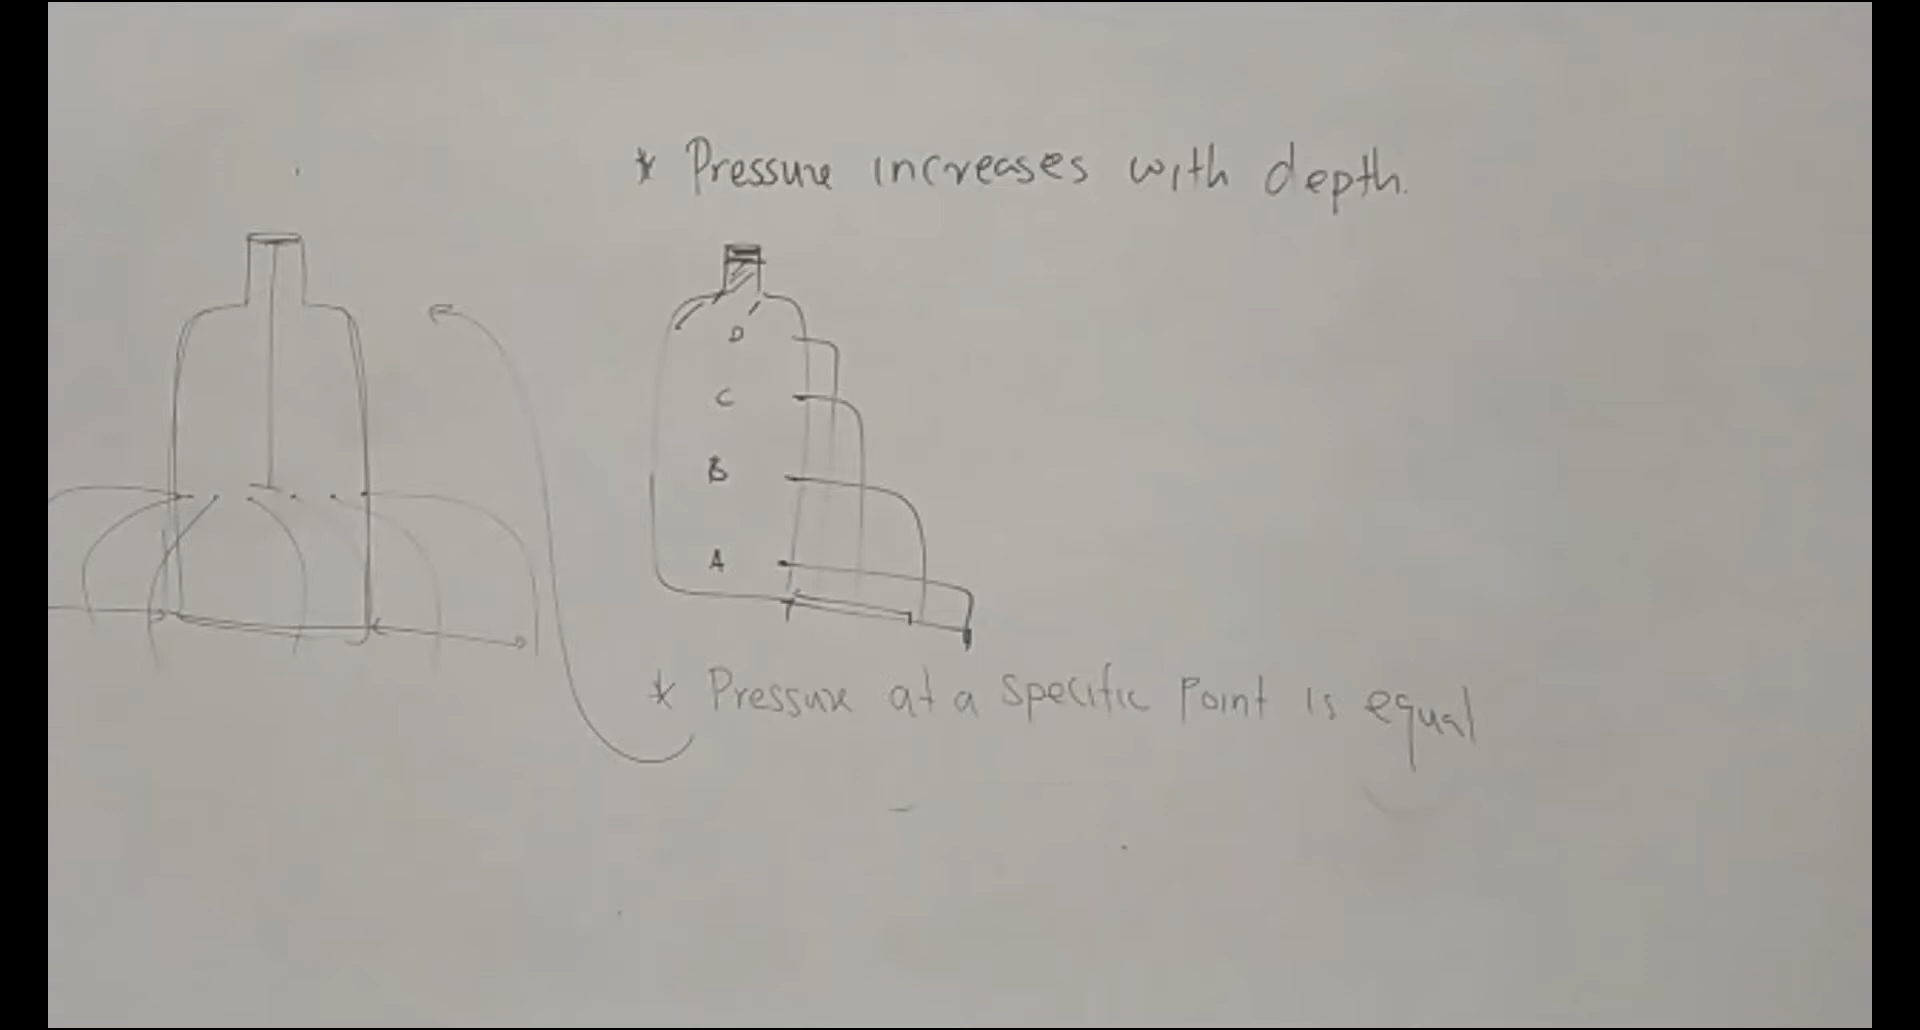 * Pressure increases with depth.
D
C
B
A
* Pressure at a specific point is equal